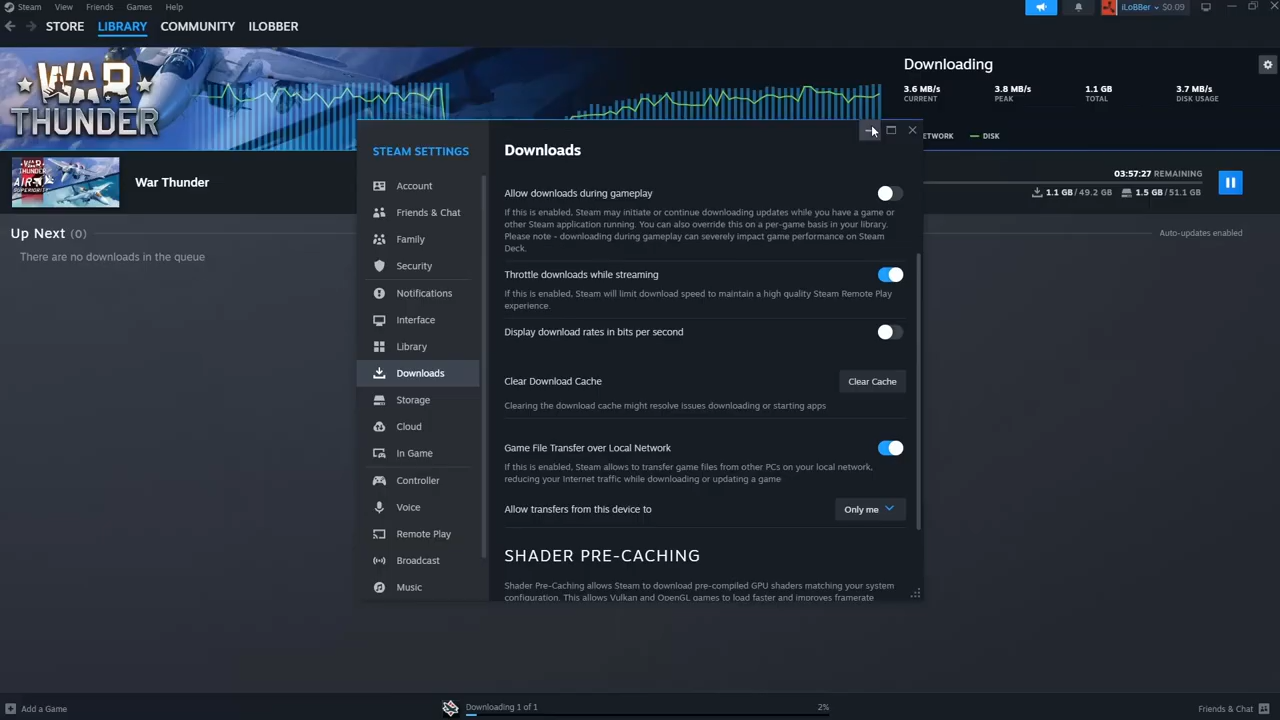 Steam View Friends Games Help
iLoBBer $0.09
STORE LIBRARY COMMUNITY ILOBBER
WAR
THUNDER
Downloading
3.6 MB/s 3.8 MB/s 1.1 GB 3.7 MB/s
CURRENT PEAK TOTAL DISK USAGE
ETWORK DISK
War Thunder
03:57:27 REMAINING
1.1 GB/49.2 GB 1.5 GB/51.1 GB
Up Next (0)
Auto-updates enabled
There are no downloads in the queue
STEAM SETTINGS
Account
Friends & Chat
Family
Security
Notifications
Interface
Library
Downloads
Storage
Cloud
In Game
Controller
Voice
Remote Play
Broadcast
Music
Downloads
Allow downloads during gameplay
If this is enabled, Steam may initiate or continue downloading updates while you have a game or
other Steam application running. You can also override this on a per-game basis in your library.
Please note - downloading during gameplay can severely impact game performance on Steam
Deck.
Throttle downloads while streaming
If this is enabled, Steam will limit download speed to maintain a high quality Steam Remote Play
experience.
Display download rates in bits per second
Clear Download Cache
Clear Cache
Clearing the download cache might resolve issues downloading or starting apps
Game File Transfer over Local Network
If this is enabled, Steam allows to transfer game files from other PCs on your local network,
reducing your Internet traffic while downloading or updating a game
Allow transfers from this device to
Only me
SHADER PRE-CACHING
Shader Pre-Caching allows Steam to download pre-compiled GPU shaders matching your system
configuration. This allows Vulkan and OpenGL games to load faster and improves framerate
Add a Game
Downloading 1 of 1
2%
Friends & Chat